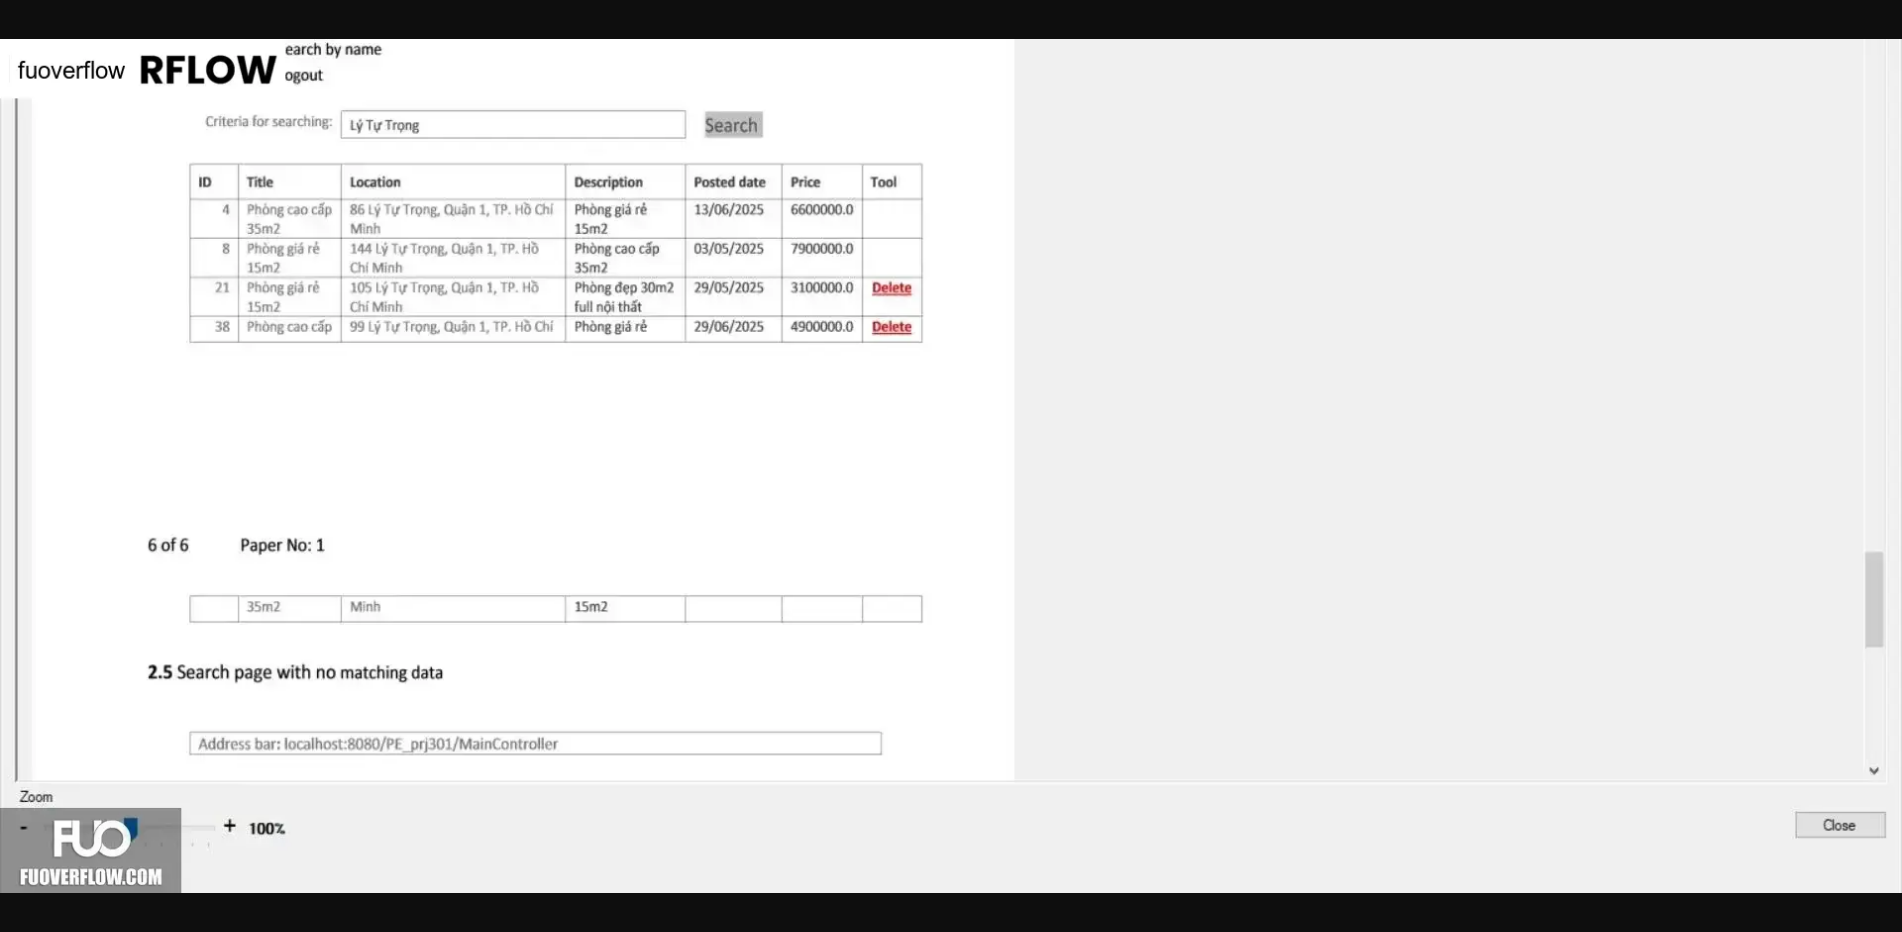 earch by name
fuoverflow RFLOW
ogout
Criteria for searching: Lý Tự Trọng Search
ID Title Location Description Posted date Price Tool
4 Phòng cao cấp 86 Lý Tự Trọng, Quận 1, TP. Hồ Chí Phòng giá rẻ 13/06/2025 6600000.0
35m2 Minh 15m2
8 Phòng giá rẻ 144 Lý Tự Trọng, Quận 1, TP. Hồ Phòng cao cấp 03/05/2025 7900000.0
15m2 Chí Minh 35m2
21 Phòng giá rẻ 105 Lý Tự Trọng, Quận 1, TP. Hồ Phòng đẹp 30m2 29/05/2025 3100000.0 Delete
15m2 Chí Minh full nội thất
38 Phòng cao cấp 99 Lý Tự Trọng, Quận 1, TP. Hồ Chí Phòng giá rẻ 29/06/2025 4900000.0 Delete
6 of 6 Paper No: 1
35m2 Minh 15m2
2.5 Search page with no matching data
Address bar: localhost:8080/PE_prj301/MainController
Zoom
- + 100%
Close
FUO
FUOVERFLOW.COM